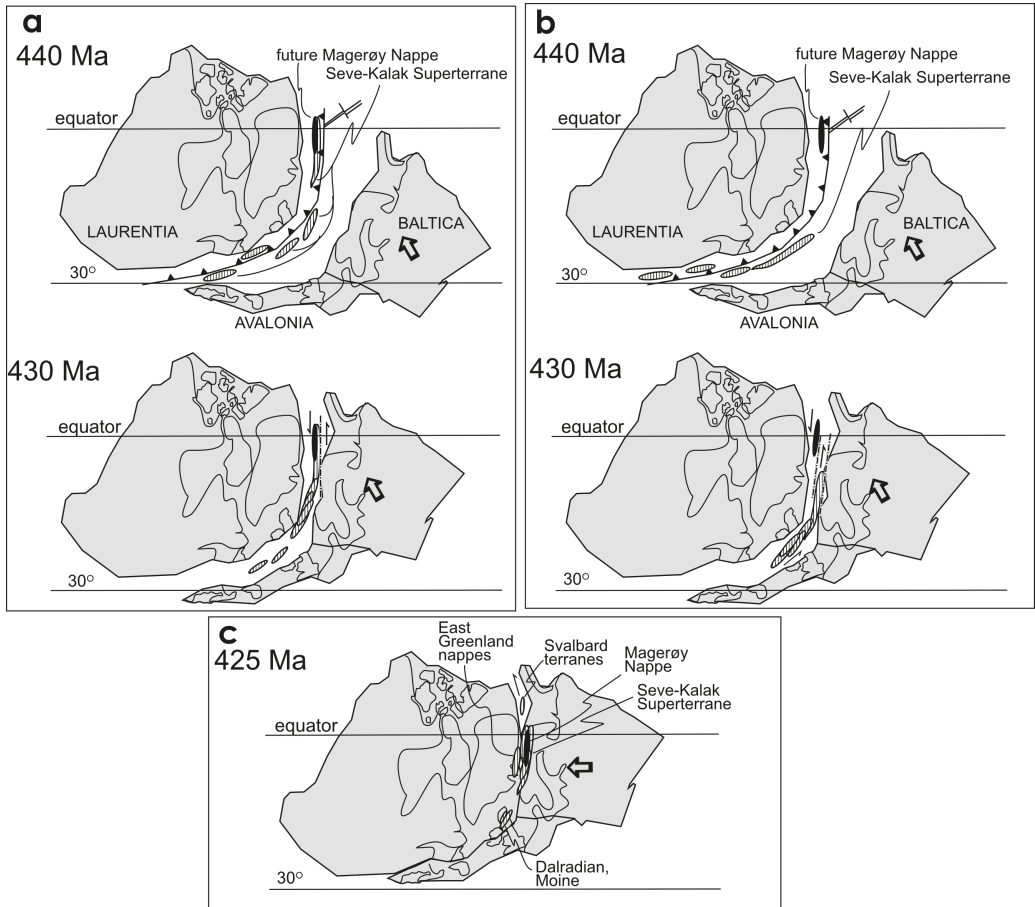 a
440 Ma
future Magerøy Nappe
Seve-Kalak Superterrane
equator
LAURENTIA
BALTICA
30°
AVALONIA
430 Ma
equator
30°
b
440 Ma
future Magerøy Nappe
Seve-Kalak Superterrane
equator
LAURENTIA
BALTICA
30°
AVALONIA
430 Ma
equator
30°
c
425 Ma
East
Greenland
nappes
Svalbard
terranes
Magerøy
Nappe
Seve-Kalak
Superterrane
equator
30°
Dalradian,
Moine